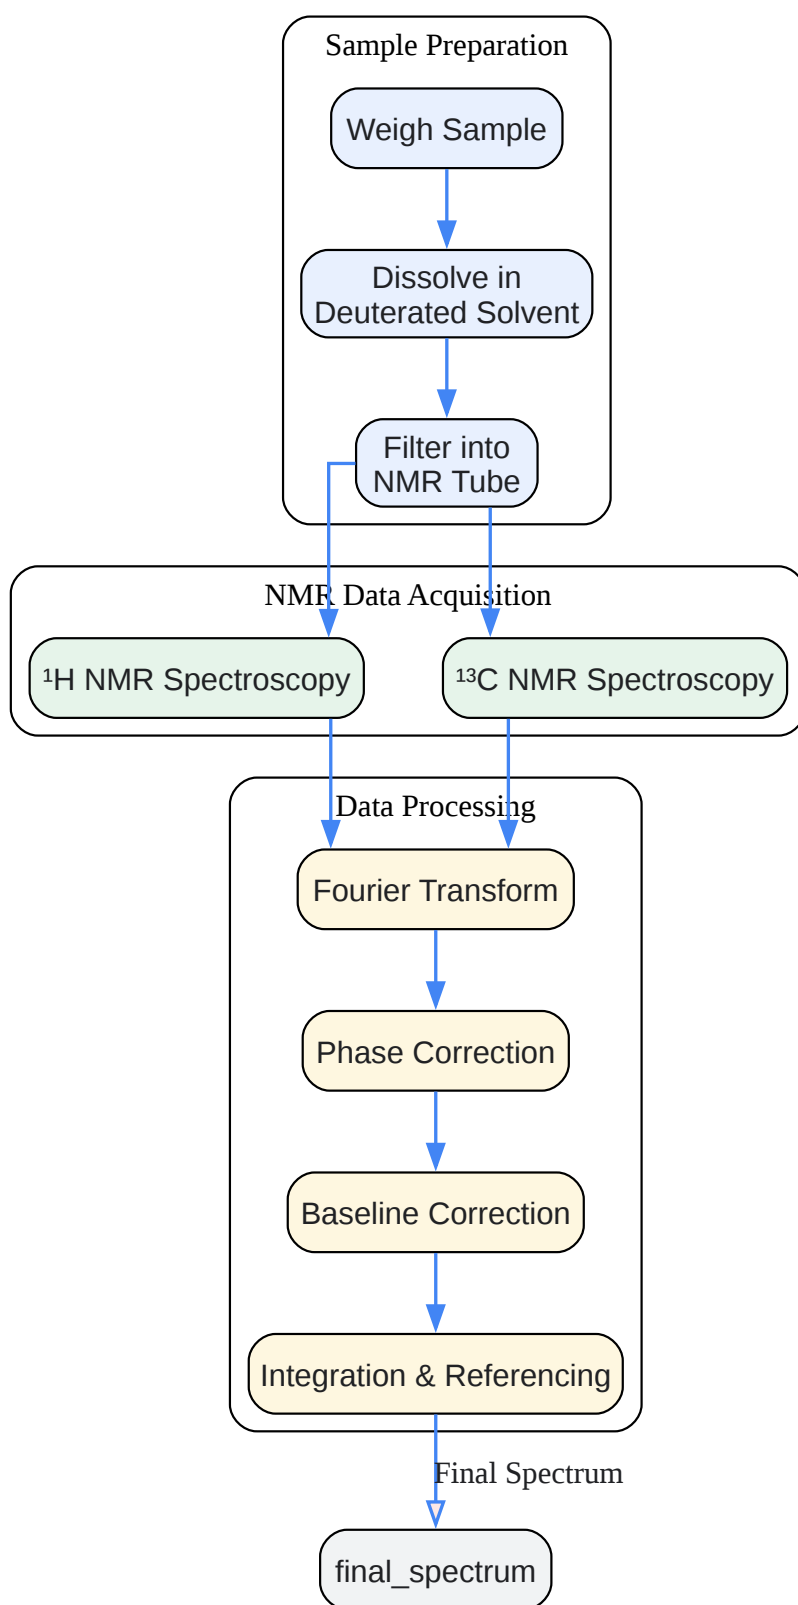 Sample Preparation
Weigh Sample
Dissolve in
Deuterated Solvent
Filter into
NMR Tube
NMR Data Acquisition
¹H NMR Spectroscopy
¹³C NMR Spectroscopy
Data Processing
Fourier Transform
Phase Correction
Baseline Correction
Integration & Referencing
Final Spectrum
final_spectrum